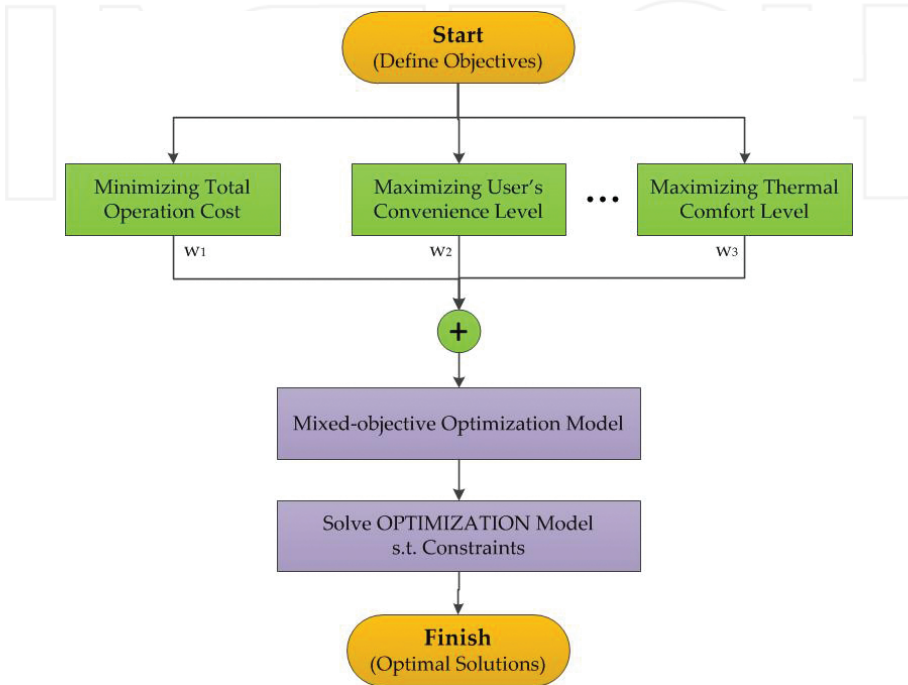 Start
(Define Objectives)
Minimizing Total
Operation Cost
Maximizing User's
Convenience Level
...
Maximizing Thermal
Comfort Level
w1
w2
w3
+
Mixed-objective Optimization Model
Solve OPTIMIZATION Model
s.t. Constraints
Finish
(Optimal Solutions)